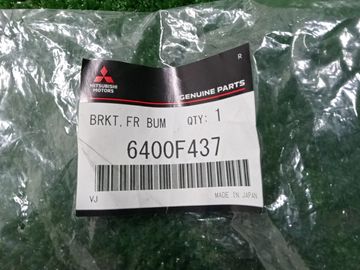 R
MITSUBISHI
MOTORS
GENUINE PARTS
BRKT, FR BUM QTY: 1
6400F437
VJ MADE IN JAPAN